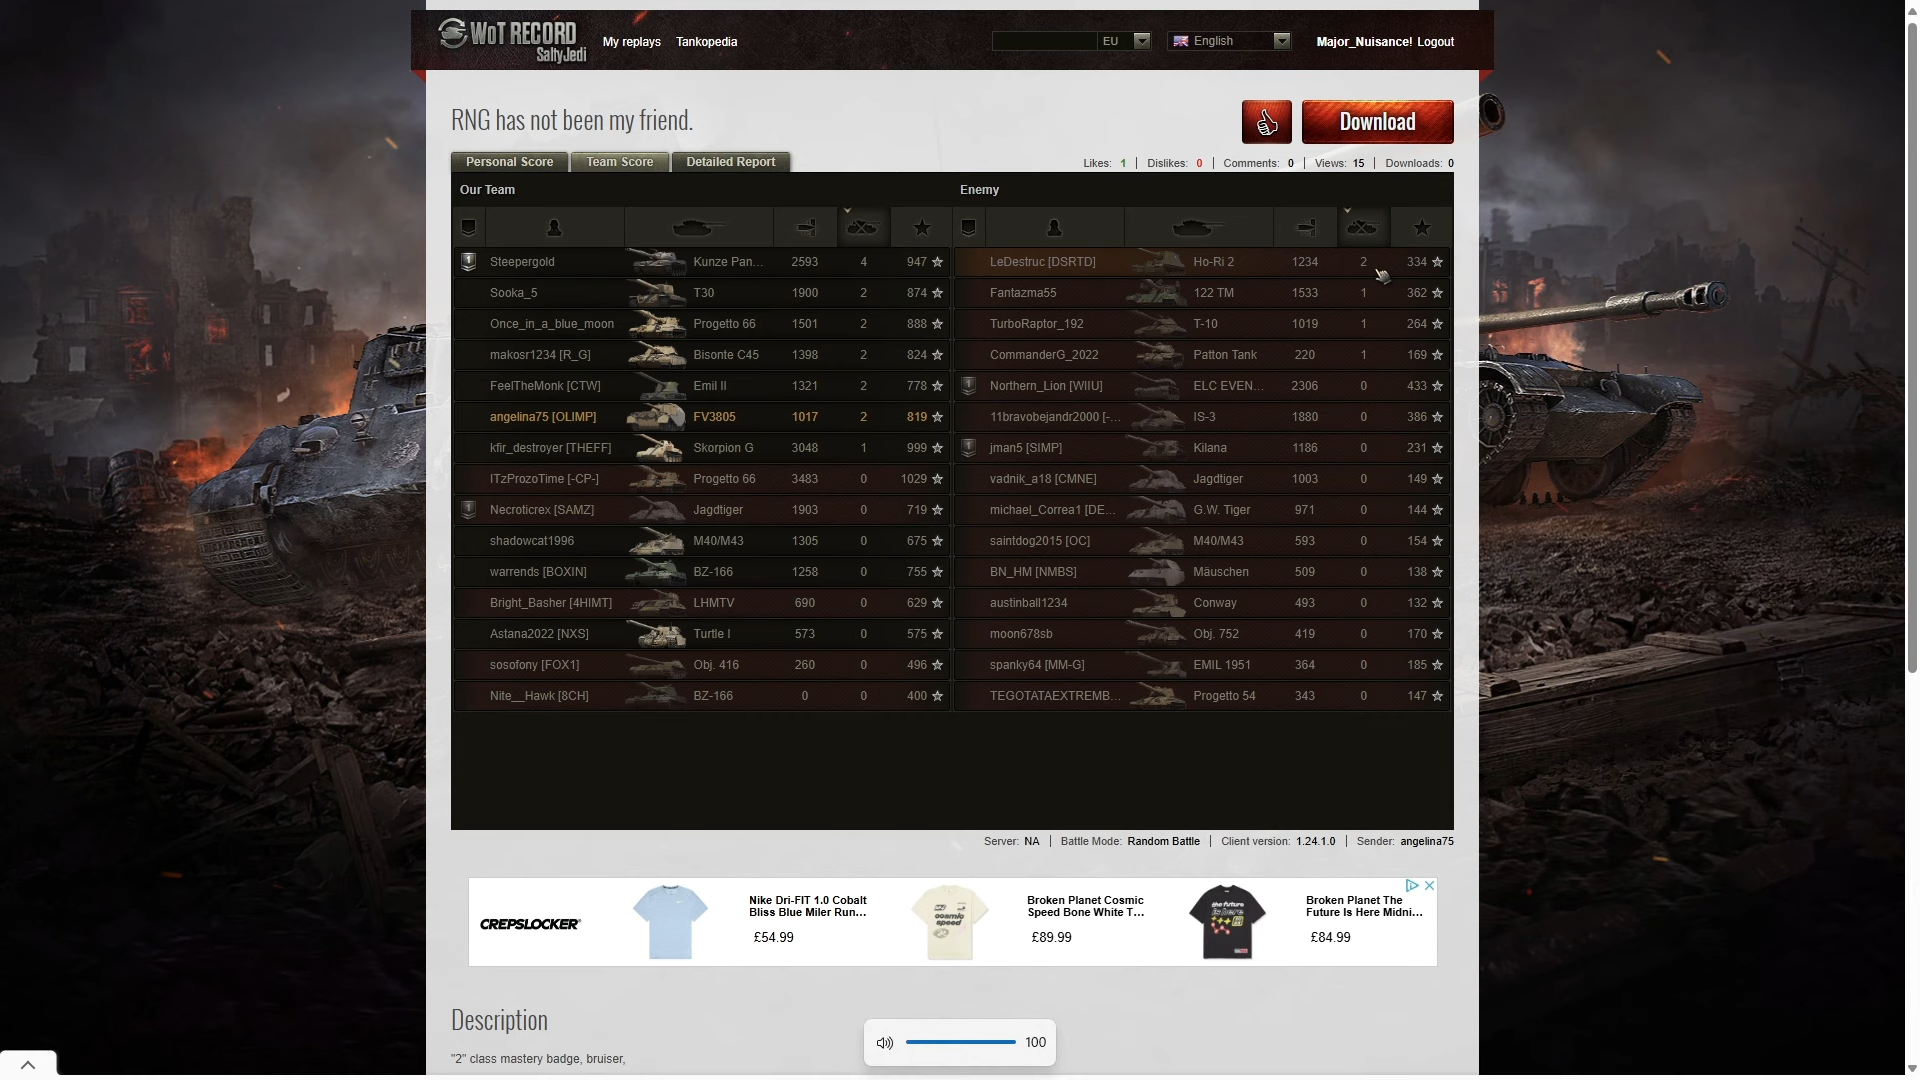 WoT RECORD
SaltyJedi
My replays
Tankopedia
EU
English
Major_Nuisance! Logout
RNG has not been my friend.
Download
Personal Score
Team Score
Detailed Report
Likes: 1 | Dislikes: 0 | Comments: 0 | Views: 15 | Downloads: 0
Our Team
1 Steepergold Kunze Pan... 2593 4 947
Sooka_5 T30 1900 2 874
Once_in_a_blue_moon Progetto 66 1501 2 888
makosr1234 [R_G] Bisonte C45 1398 2 824
FeelTheMonk [CTW] Emil II 1321 2 778
angelina75 [OLIMP] FV3805 1017 2 819
kfir_destroyer [THEFF] Skorpion G 3048 1 999
ITzProzoTime [-CP-] Progetto 66 3483 0 1029
1 Necroticrex [SAMZ] Jagdtiger 1903 0 719
shadowcat1996 M40/M43 1305 0 675
warrends [BOXIN] BZ-166 1258 0 755
Bright_Basher [4HIMT] LHMTV 690 0 629
Astana2022 [NXS] Turtle I 573 0 575
sosofony [FOX1] Obj. 416 260 0 496
Nite__Hawk [8CH] BZ-166 0 0 400
Enemy
LeDestruc [DSRTD] Ho-Ri 2 1234 2 334
Fantazma55 122 TM 1533 1 362
TurboRaptor_192 T-10 1019 1 264
CommanderG_2022 Patton Tank 220 1 169
1 Northern_Lion [WIIU] ELC EVEN... 2306 0 433
11bravobejandr2000 [-... IS-3 1880 0 386
1 jman5 [SIMP] Kilana 1186 0 231
vadnik_a18 [CMNE] Jagdtiger 1003 0 149
michael_Correa1 [DE... G.W. Tiger 971 0 144
saintdog2015 [OC] M40/M43 593 0 154
BN_HM [NMBS] Mäuschen 509 0 138
austinball1234 Conway 493 0 132
moon678sb Obj. 752 419 0 170
spanky64 [MM-G] EMIL 1951 364 0 185
TEGOTATAEXTREMB... Progetto 54 343 0 147
Server: NA | Battle Mode: Random Battle | Client version: 1.24.1.0 | Sender: angelina75
CREPSLOCKER
Nike Dri-FIT 1.0 Cobalt
Bliss Blue Miler Run...
£54.99
cosmic
speed
Broken Planet Cosmic
Speed Bone White T...
£89.99
the future
is here
Broken Planet The
Future Is Here Midni...
£84.99
Description
"2" class mastery badge, bruiser,
100